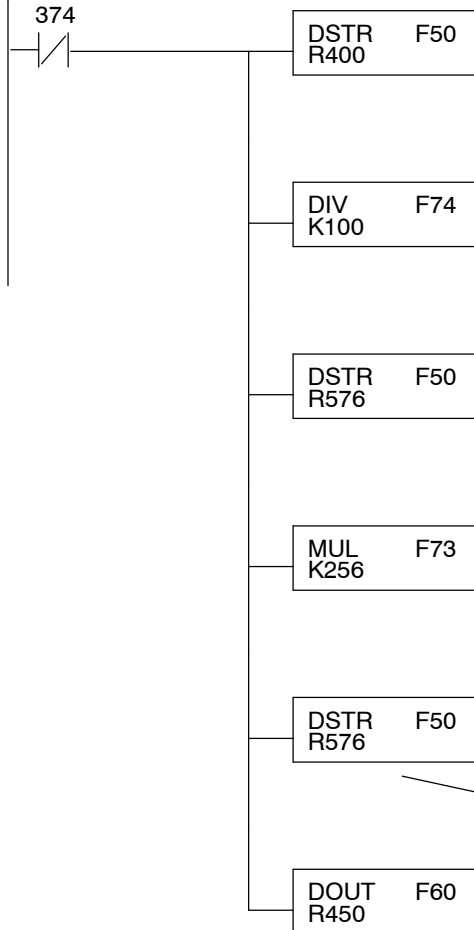 374
DSTR F50
R400
DIV F74
K100
DSTR F50
R576
MUL F73
K256
DSTR F50
R576
DOUT F60
R450